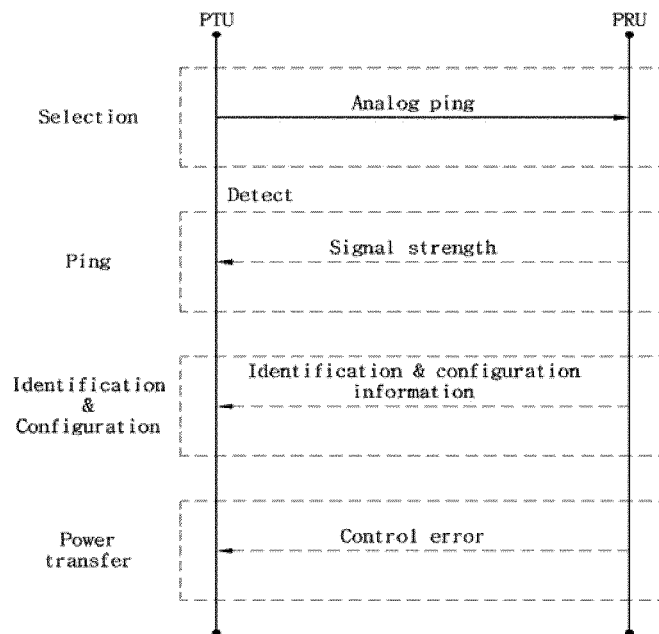 PTU
PRU
Selection
Analog ping
Detect
Ping
Signal strength
Identification
&
Configuration
Identification & configuration
information
Power
transfer
Control error